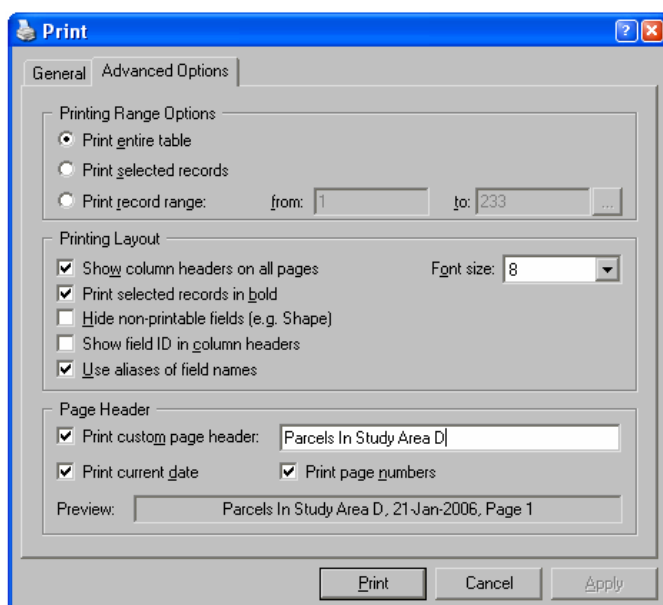 Print
General Advanced Options
Printing Range Options
Print entire table
Print selected records
Print record range: from: 1 to: 233 ...
Printing Layout
Show column headers on all pages Font size: 8
Print selected records in bold
Hide non-printable fields (e.g. Shape)
Show field ID in column headers
Use aliases of field names
Page Header
Print custom page header: Parcels In Study Area D
Print current date Print page numbers
Preview: Parcels In Study Area D, 21-Jan-2006, Page 1
Print Cancel Apply